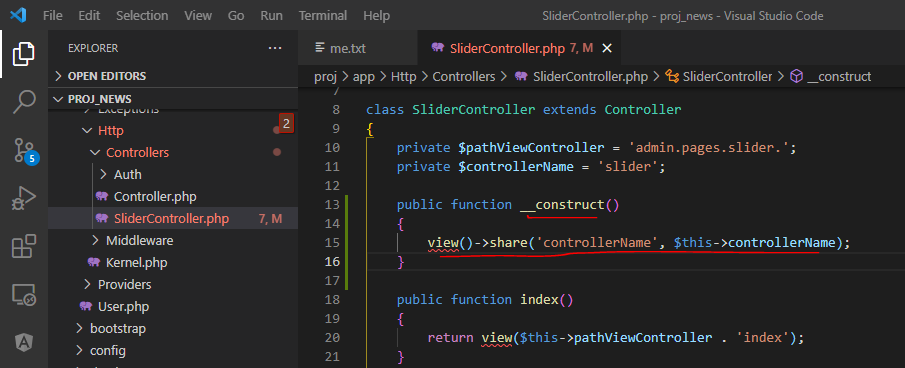 File Edit Selection View Go Run Terminal Help SliderController.php - proj_news - Visual Studio Code
EXPLORER ...
OPEN EDITORS
PROJ_NEWS
Exceptions
Http
2
Controllers
Auth
Controller.php
SliderController.php 7, M
Middleware
Kernel.php
Providers
User.php
bootstrap
config
5
me.txt SliderController.php 7, M
proj > app > Http > Controllers > SliderController.php > SliderController > __construct
7
8 class SliderController extends Controller
9 {
10 private $pathViewController = 'admin.pages.slider.';
11 private $controllerName = 'slider';
12
13 public function __construct()
14 {
15 view()->share('controllerName', $this->controllerName);
16 }
17
18 public function index()
19 {
20 return view($this->pathViewController . 'index');
21 }